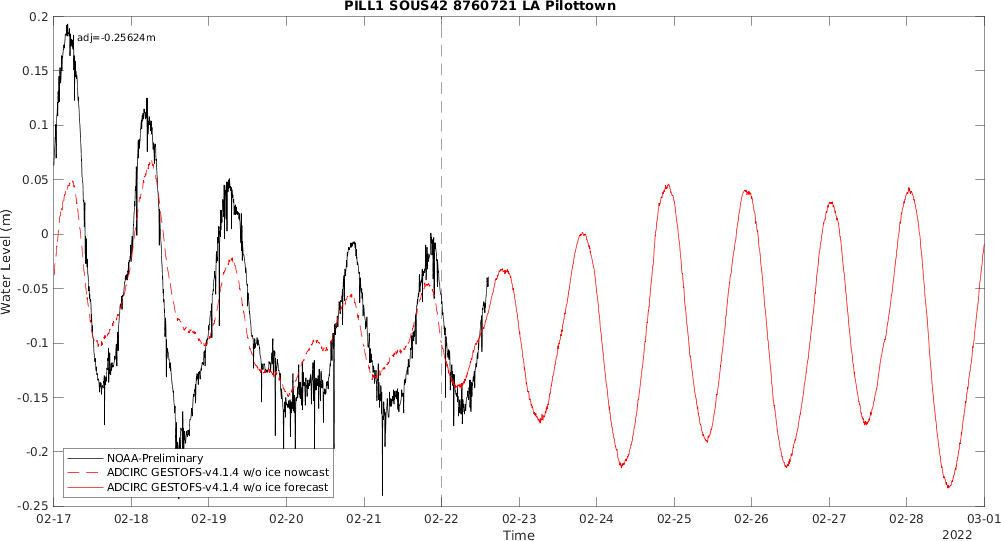 PILL1 SOUS42 8760721 LA Pilottown
adj=-0.25624m
0.2
0.15
0.1
0.05
0
-0.05
-0.1
-0.15
-0.2
-0.25
Water Level (m)
NOAA-Preliminary
ADCIRC GESTOFS-v4.1.4 w/o ice nowcast
ADCIRC GESTOFS-v4.1.4 w/o ice forecast
02-17 02-18 02-19 02-20 02-21 02-22 02-23 02-24 02-25 02-26 02-27 02-28 03-01
Time
2022